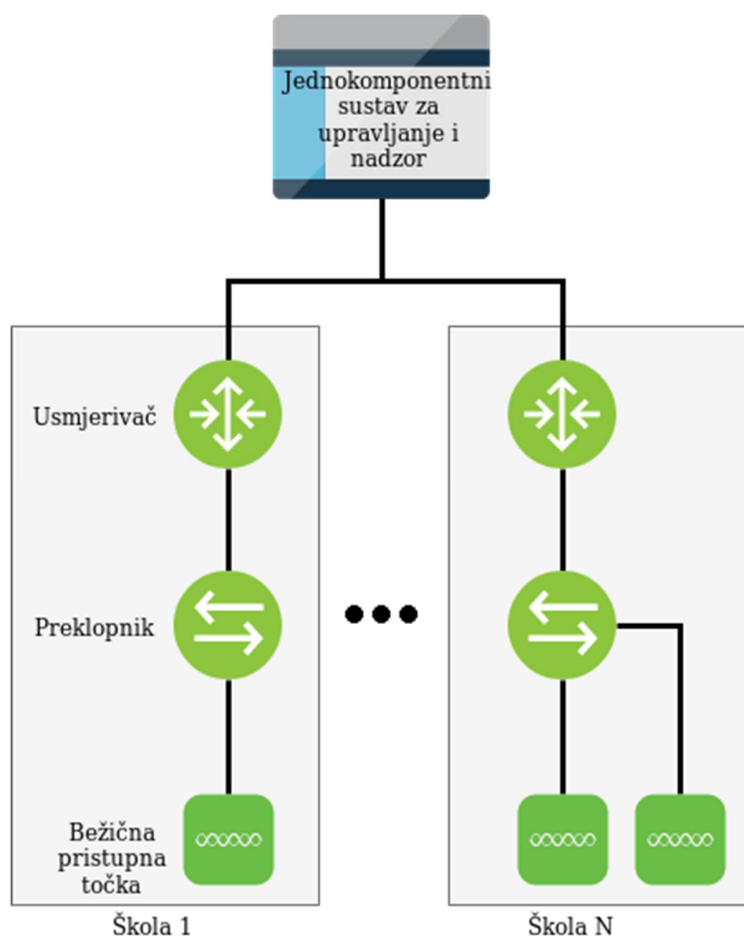 Jednokomponentni
sustav za
upravljanje i
nadzor
Usmjerivač
Preklopnik
Bežična
pristupna
točka
Škola 1
Škola N